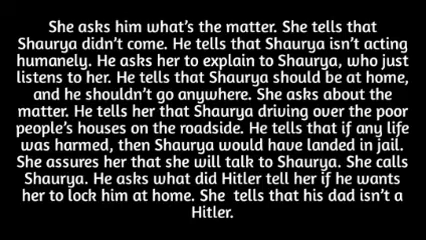 She asks him what's the matter. She tells that
Shaurya didn't come. He tells that Shaurya isn't acting
humanely. He asks her to explain to Shaurya, who just
listens to her. He tells that Shaurya should be at home,
and he shouldn't go anywhere. She asks about the
matter. He tells her that Shaurya driving over the poor
people's houses on the roadside. He tells that if any life
was harmed, then Shaurya would have landed in jail.
She assures her that she will talk to Shaurya. She calls
Shaurya. He asks what did Hitler tell her if he wants
her to lock him at home. She  tells that his dad isn't a
Hitler.